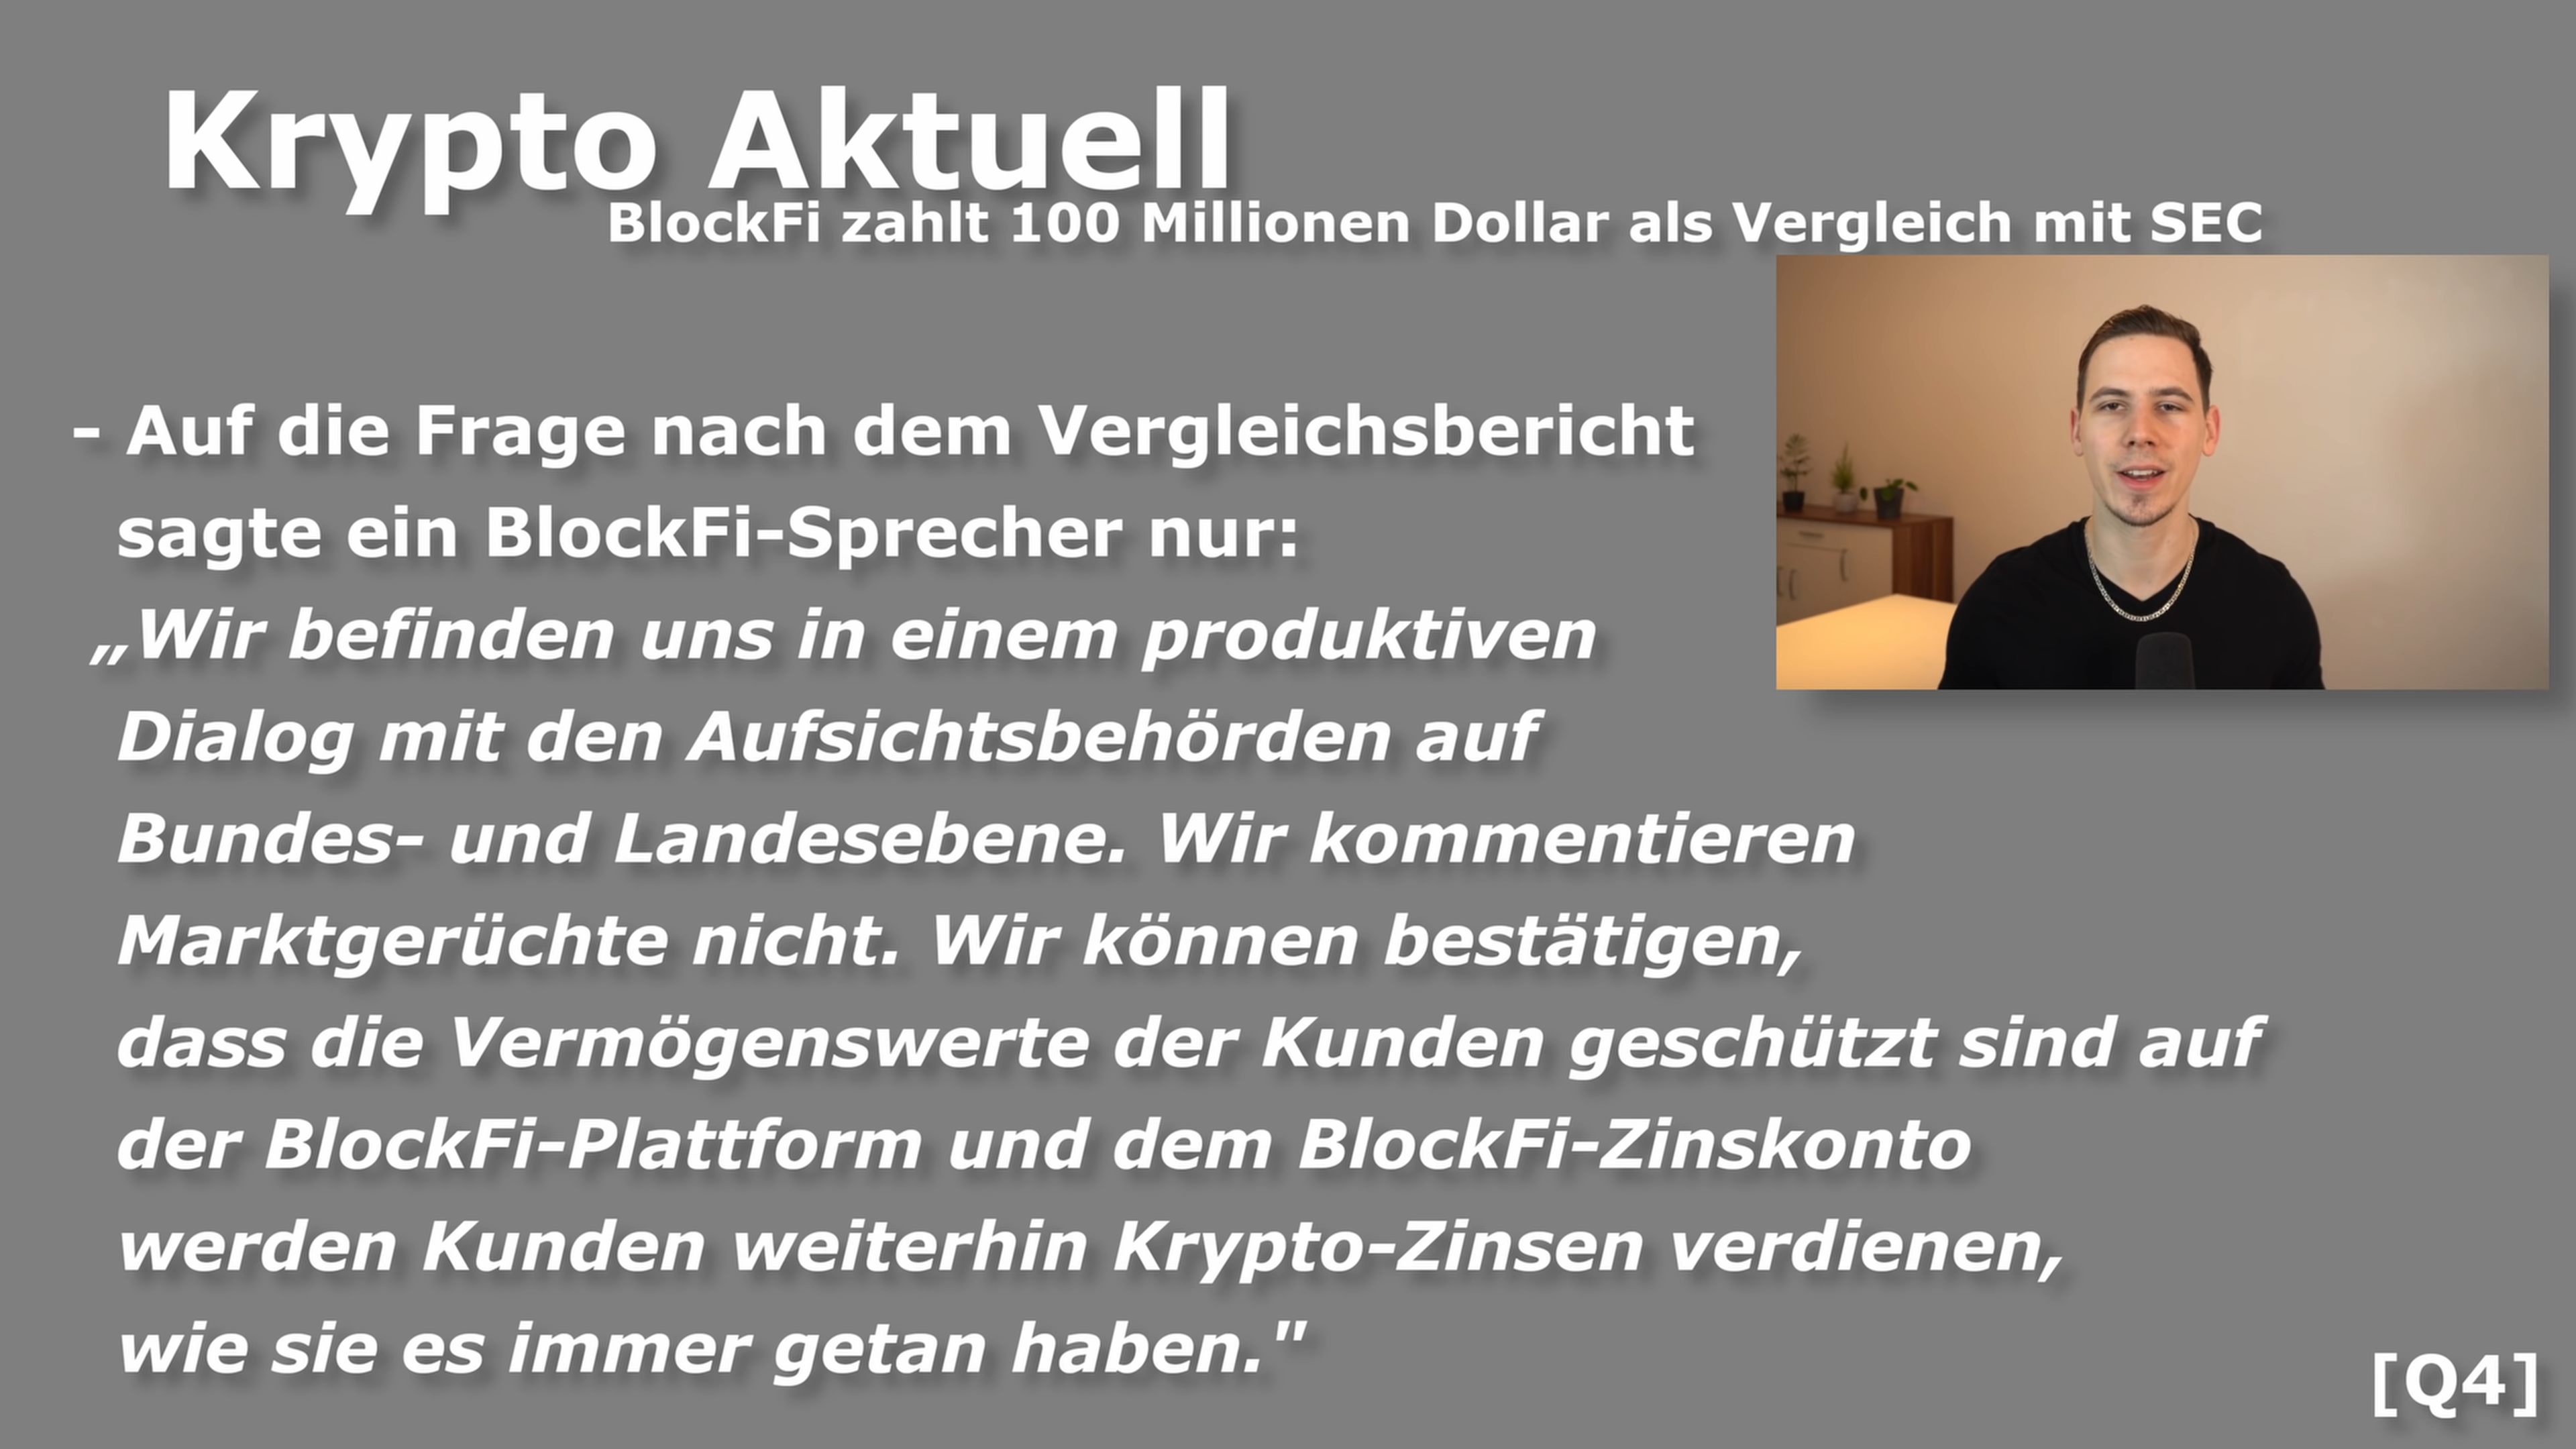 Krypto Aktuell
BlockFi zahlt 100 Millionen Dollar als Vergleich mit SEC
- Auf die Frage nach dem Vergleichsbericht
sagte ein BlockFi-Sprecher nur:
„Wir befinden uns in einem produktiven
Dialog mit den Aufsichtsbehörden auf
Bundes- und Landesebene. Wir kommentieren
Marktgerüchte nicht. Wir können bestätigen,
dass die Vermögenswerte der Kunden geschützt sind auf
der BlockFi-Plattform und dem BlockFi-Zinskonto
werden Kunden weiterhin Krypto-Zinsen verdienen,
wie sie es immer getan haben."
[Q4]